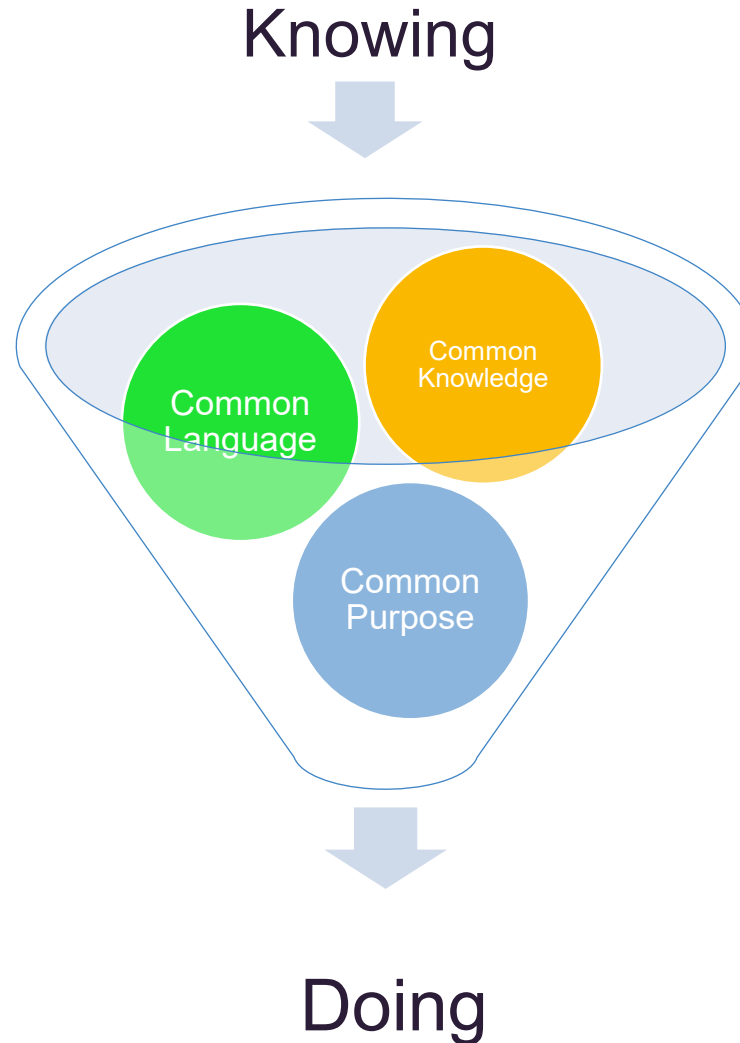 Knowing
Common
Knowledge
Common
Language
Common
Purpose
Doing